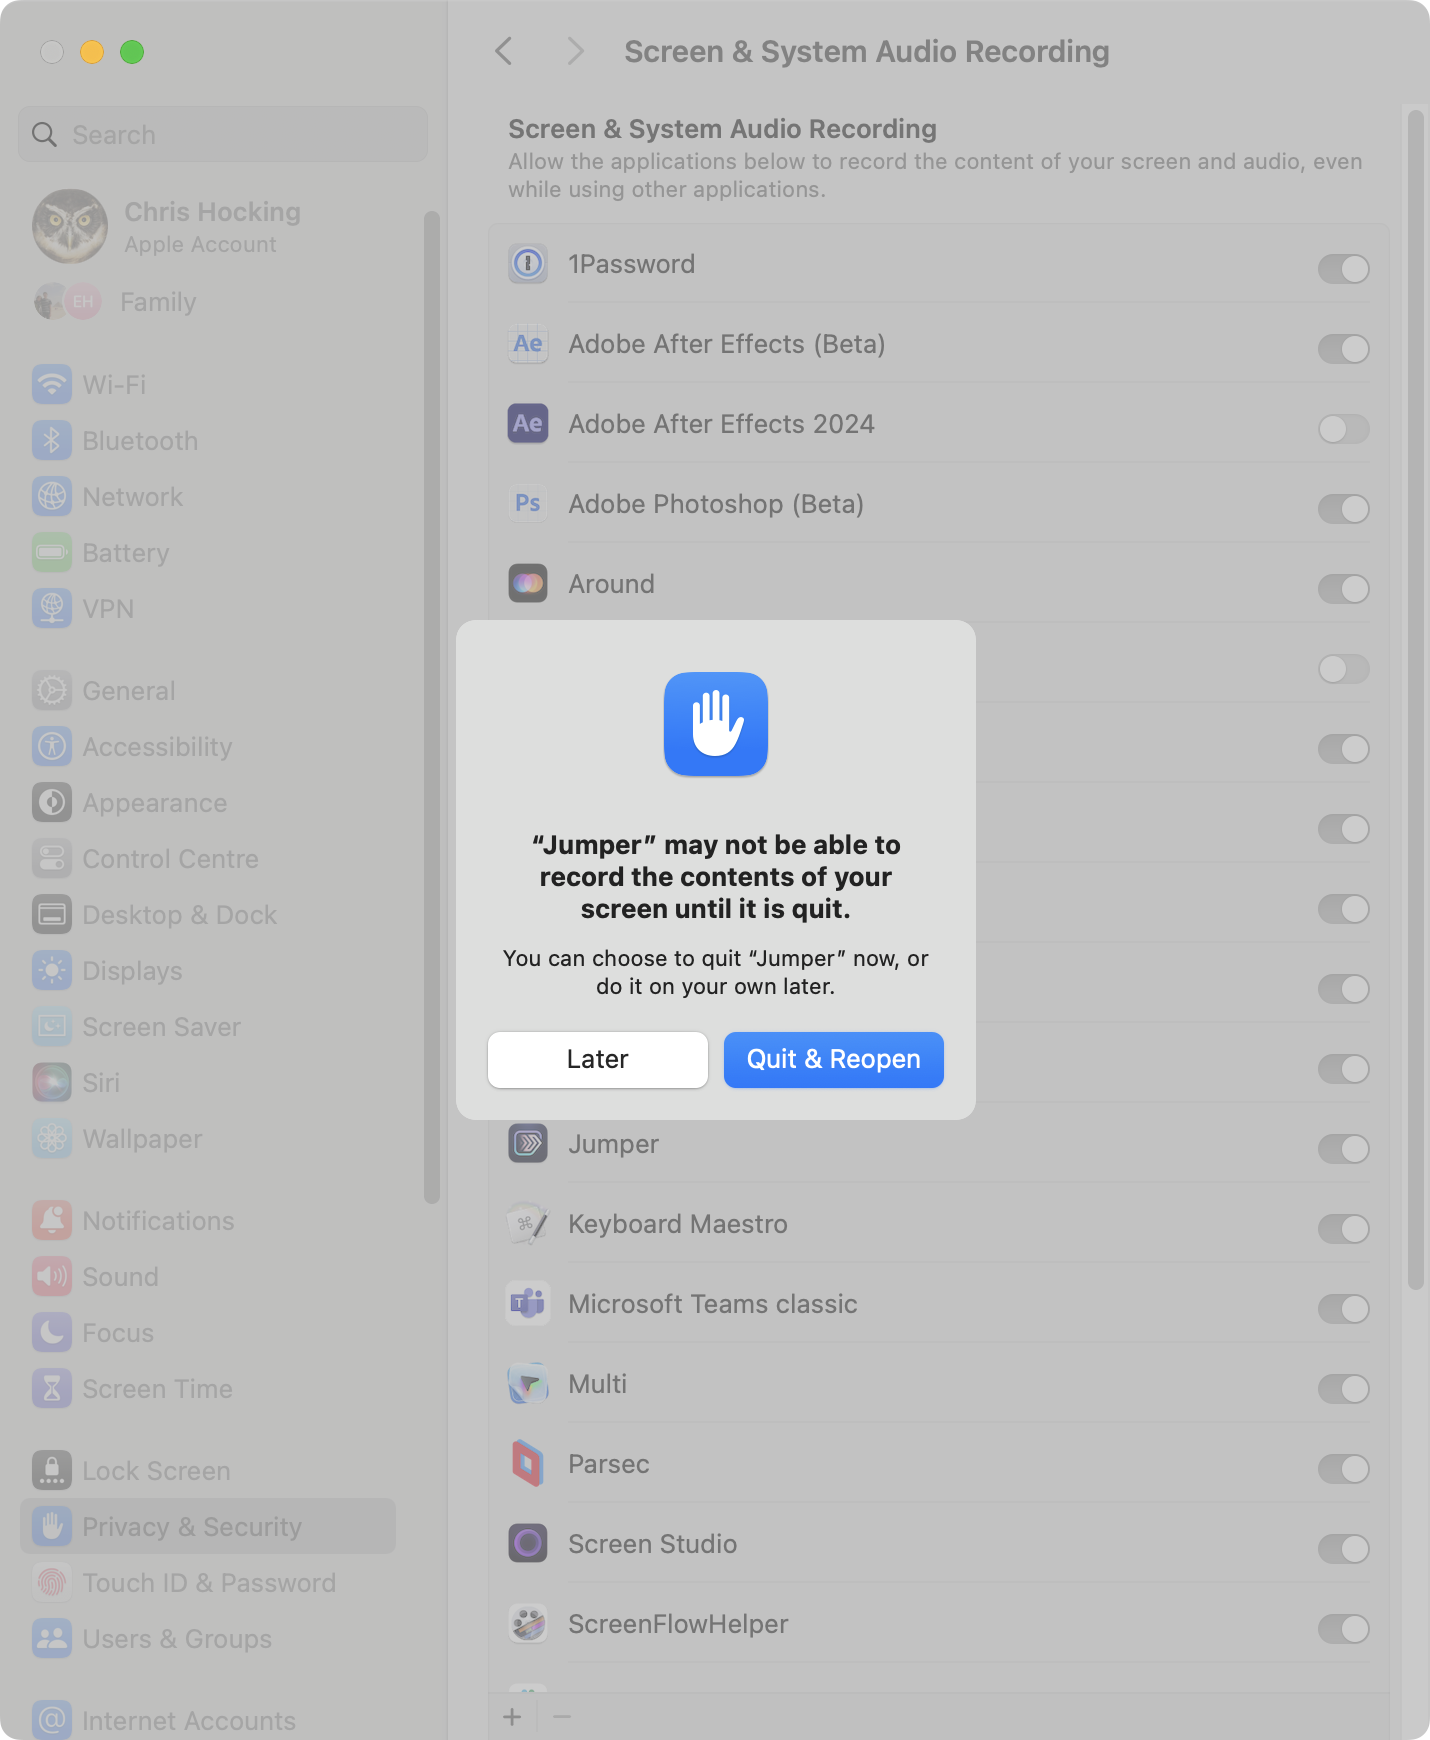 Search
Chris Hocking
Apple Account
EH
Family
Wi-Fi
Bluetooth
Network
Battery
VPN
General
Accessibility
Appearance
Control Centre
Desktop & Dock
Displays
Screen Saver
Siri
Wallpaper
Notifications
Sound
Focus
Screen Time
Lock Screen
Privacy & Security
Touch ID & Password
Users & Groups
Internet Accounts
Screen & System Audio Recording
Screen & System Audio Recording
Allow the applications below to record the content of your screen and audio, even
while using other applications.
1Password
Ae
Adobe After Effects (Beta)
Ae
Adobe After Effects 2024
Ps
Adobe Photoshop (Beta)
Around
“Jumper” may not be able to
record the contents of your
screen until it is quit.
You can choose to quit “Jumper” now, or
do it on your own later.
Later
Quit & Reopen
Jumper
Keyboard Maestro
T
Microsoft Teams classic
Multi
Parsec
Screen Studio
ScreenFlowHelper